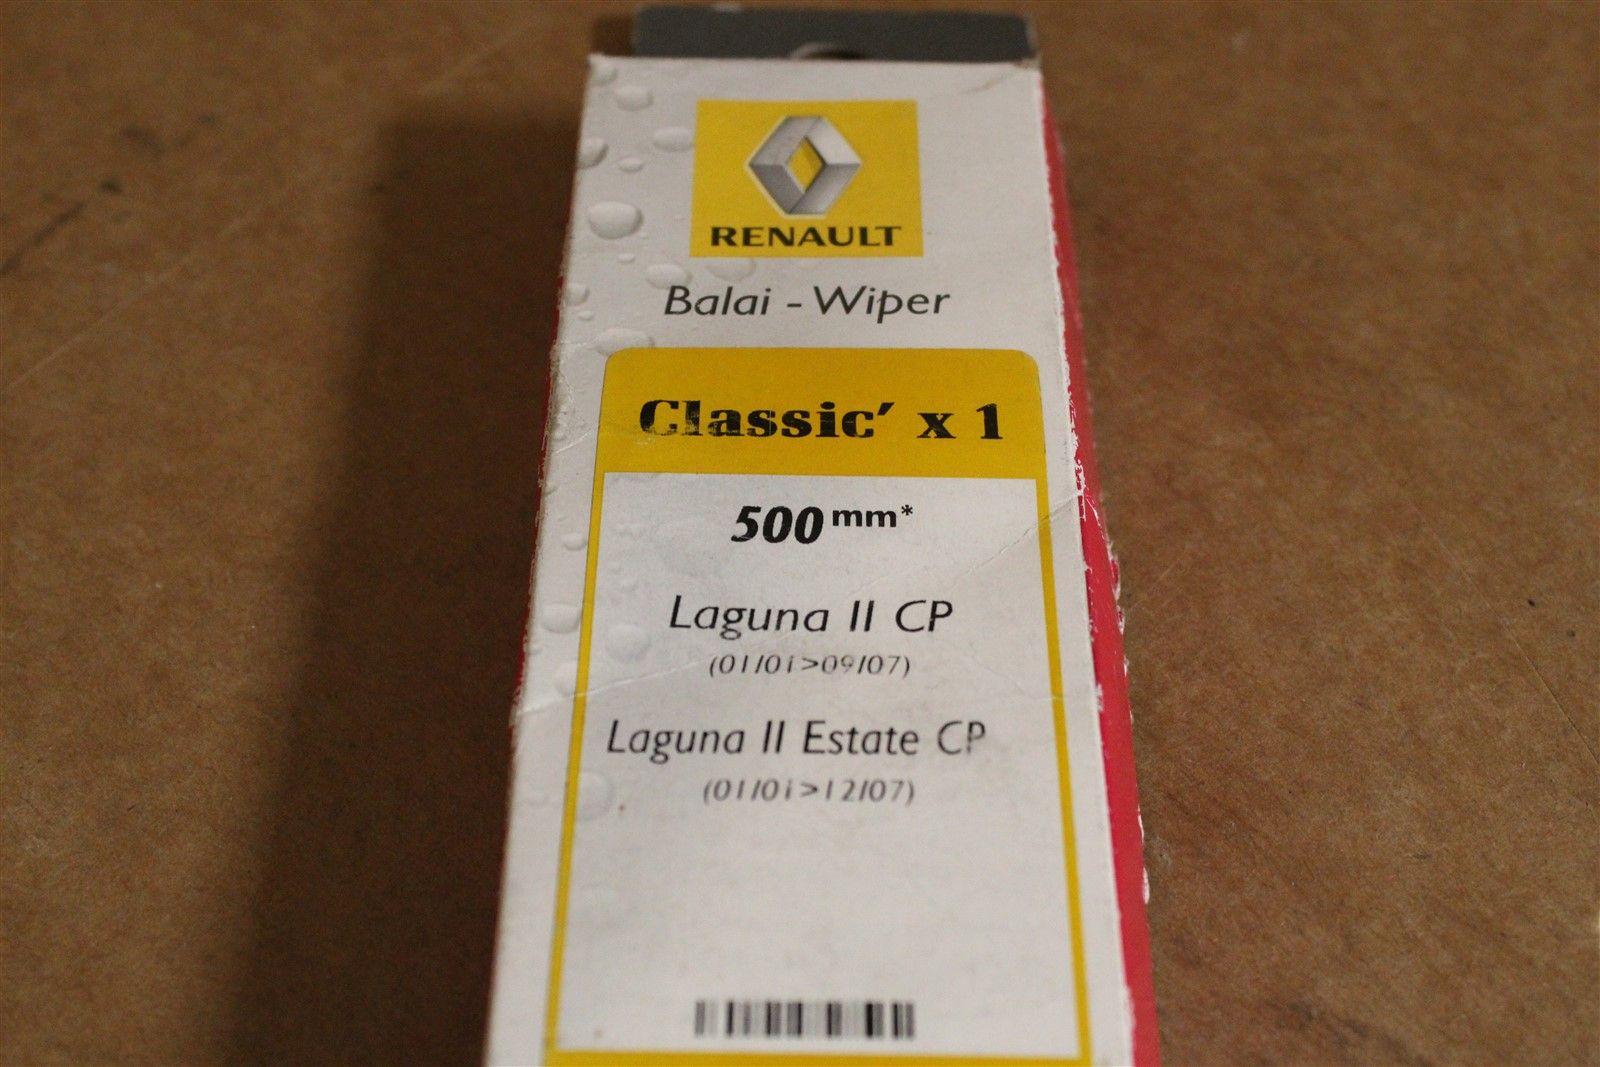 RENAULT
Balai - Wiper
Classic' x 1
500 mm*
Laguna II CP
(01/01>09/07)
Laguna II Estate CP
(01/01>12/07)